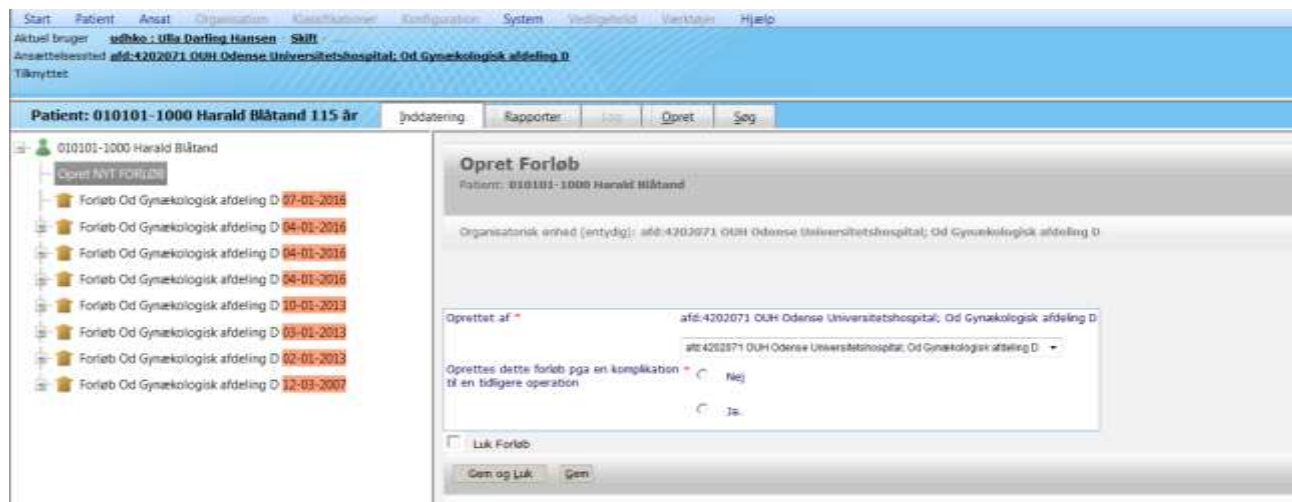 Start Patient Ansat Organisation Klassifikationer Konfiguration System Vedligehold Værktøjer Hjælp
Aktuel bruger udhko : Ulla Darling Hansen Skift
Ansættelsessted afd:4202071 OUH Odense Universitetshospital; Od Gynækologisk afdeling D
Tilknyttet
Patient: 010101-1000 Harald Blåtand 115 år Inddatering Rapporter Log Opret Søg
010101-1000 Harald Blåtand
Opret NYT FORLØB
Forløb Od Gynækologisk afdeling D 07-01-2016
Forløb Od Gynækologisk afdeling D 04-01-2016
Forløb Od Gynækologisk afdeling D 04-01-2016
Forløb Od Gynækologisk afdeling D 04-01-2016
Forløb Od Gynækologisk afdeling D 10-01-2013
Forløb Od Gynækologisk afdeling D 03-01-2013
Forløb Od Gynækologisk afdeling D 02-01-2013
Forløb Od Gynækologisk afdeling D 12-03-2007
Opret Forløb
Patient: 010101-1000 Harald Blåtand
Organisatorisk enhed (entydig): afd:4202071 OUH Odense Universitetshospital; Od Gynækologisk afdeling D
Oprettet af * afd:4202071 OUH Odense Universitetshospital; Od Gynækologisk afdeling D
afd:4202071 OUH Odense Universitetshospital; Od Gynækologisk afdeling D
Oprettes dette forløb pga en komplikation * Nej
til en tidligere operation
Ja.
Luk Forløb
Gem og Luk Gem